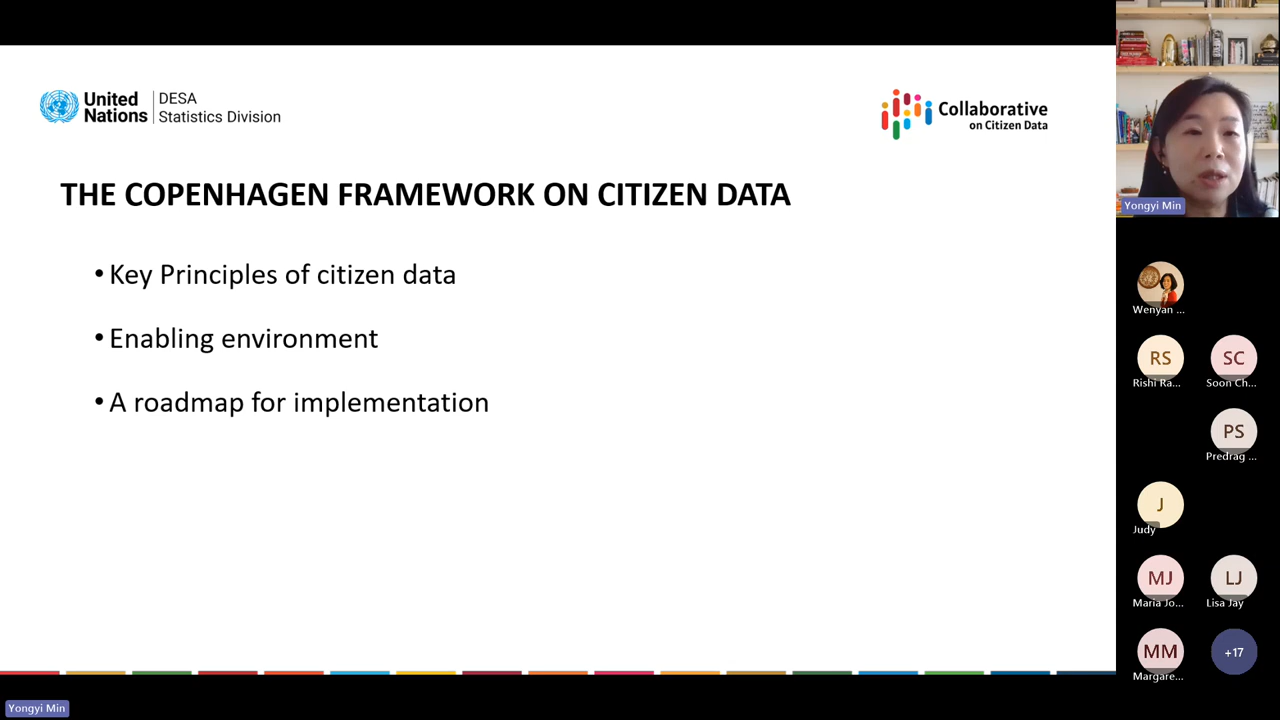 United
Nations
DESA
Statistics Division
Collaborative
on Citizen Data
THE COPENHAGEN FRAMEWORK ON CITIZEN DATA
• Key Principles of citizen data
• Enabling environment
• A roadmap for implementation
Yongyi Min
Wenyan ...
RS
Rishi Ra...
SC
Soon Ch...
PS
Predrag ...
J
Judy
MJ
Maria Jo...
LJ
Lisa Jay
MM
Margare...
+17
Yongyi Min